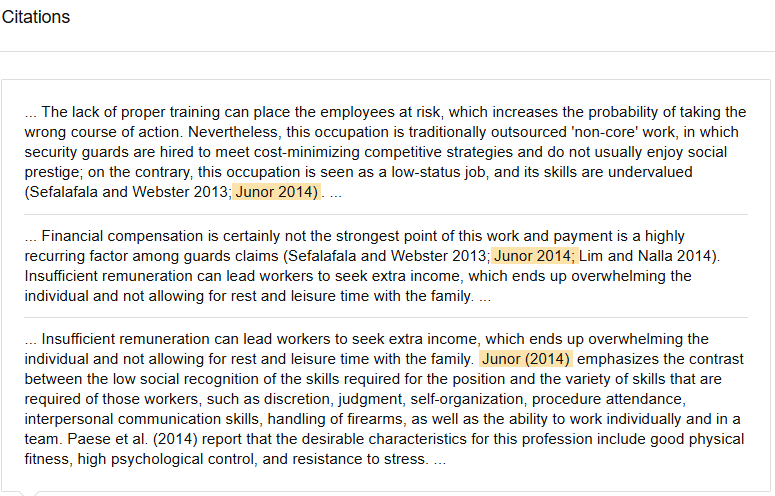 Citations
... The lack of proper training can place the employees at risk, which increases the probability of taking the
wrong course of action. Nevertheless, this occupation is traditionally outsourced 'non-core' work, in which
security guards are hired to meet cost-minimizing competitive strategies and do not usually enjoy social
prestige; on the contrary, this occupation is seen as a low-status job, and its skills are undervalued
(Sefalafala and Webster 2013; Junor 2014) . ...
... Financial compensation is certainly not the strongest point of this work and payment is a highly
recurring factor among guards claims (Sefalafala and Webster 2013; Junor 2014; Lim and Nalla 2014).
Insufficient remuneration can lead workers to seek extra income, which ends up overwhelming the
individual and not allowing for rest and leisure time with the family. ...
... Insufficient remuneration can lead workers to seek extra income, which ends up overwhelming the
individual and not allowing for rest and leisure time with the family. Junor (2014) emphasizes the contrast
between the low social recognition of the skills required for the position and the variety of skills that are
required of those workers, such as discretion, judgment, self-organization, procedure attendance,
interpersonal communication skills, handling of firearms, as well as the ability to work individually and in a
team. Paese et al. (2014) report that the desirable characteristics for this profession include good physical
fitness, high psychological control, and resistance to stress. ...